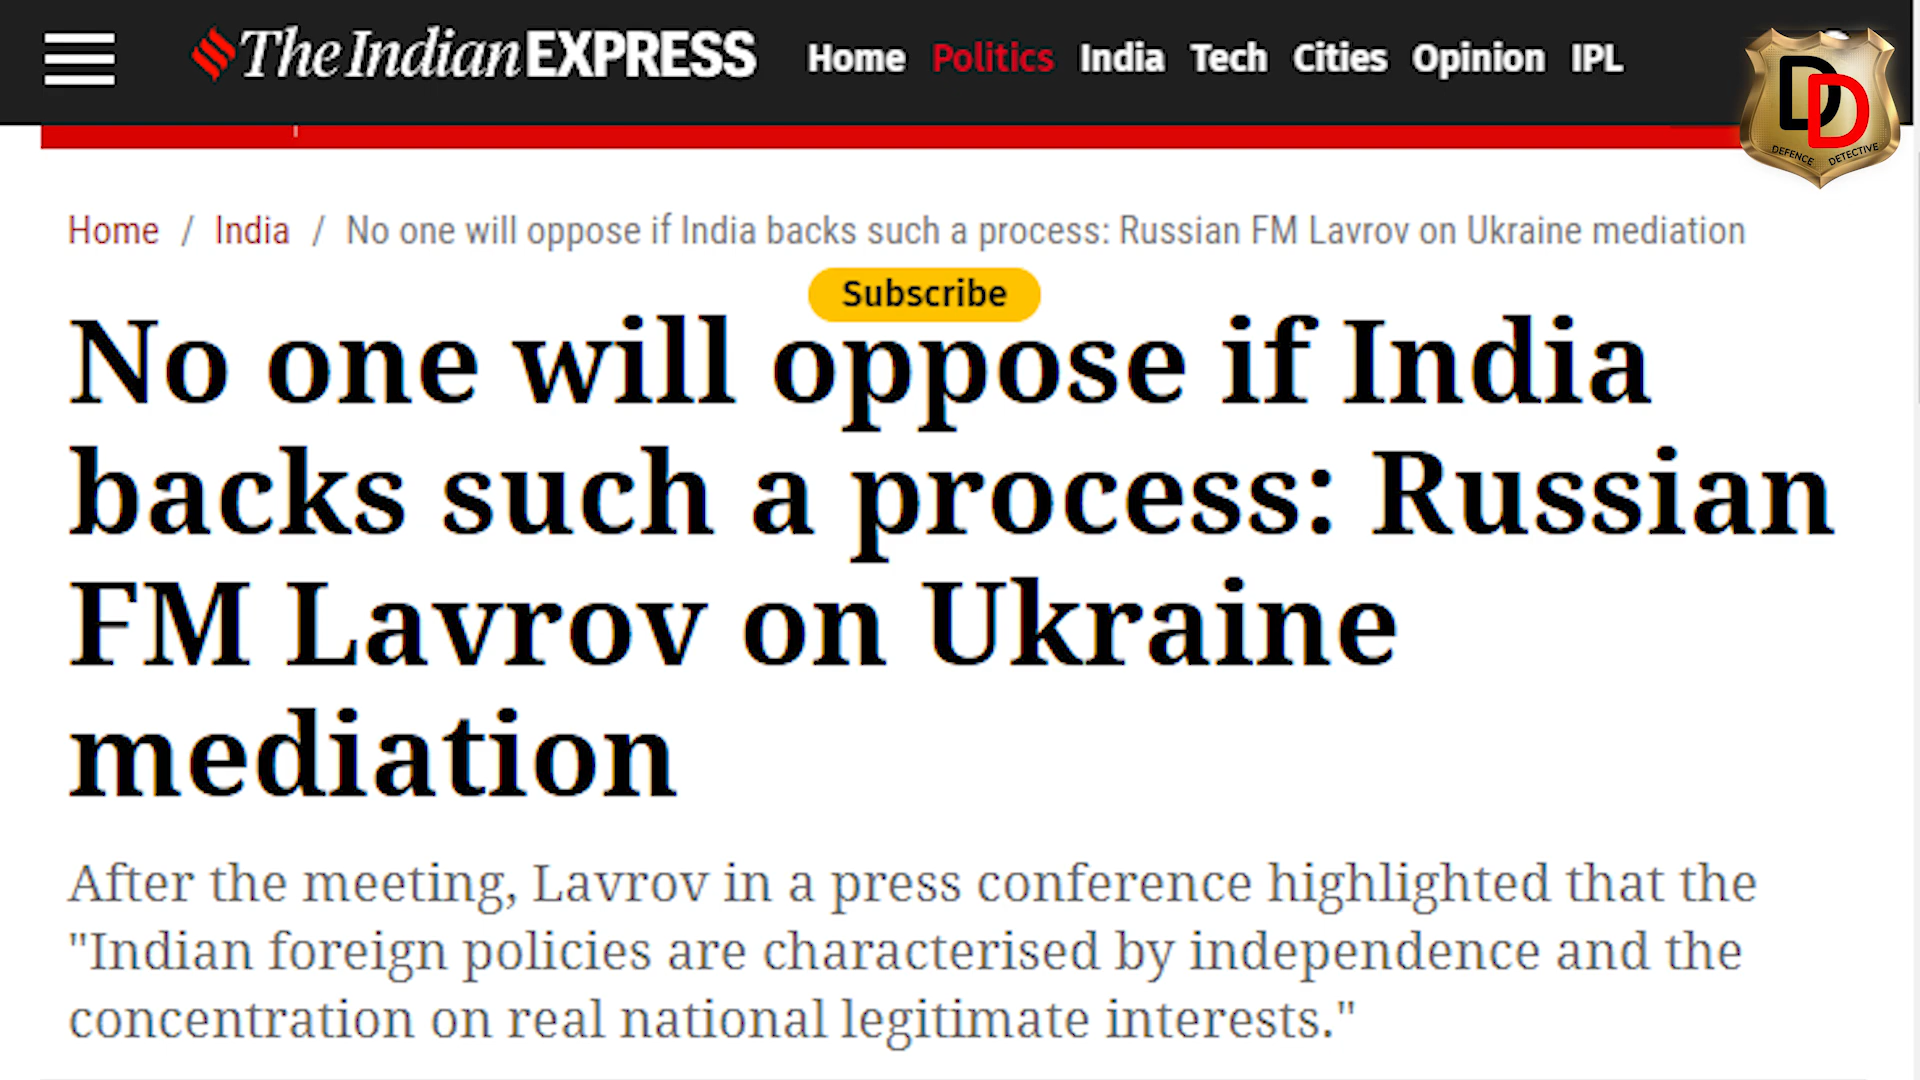 The Indian EXPRESS Home Politics India Tech Cities Opinion IPL
DD
DEFENCE DETECTIVE
Home / India / No one will oppose if India backs such a process: Russian FM Lavrov on Ukraine mediation
Subscribe
No one will oppose if India
backs such a process: Russian
FM Lavrov on Ukraine
mediation
After the meeting, Lavrov in a press conference highlighted that the
"Indian foreign policies are characterised by independence and the
concentration on real national legitimate interests."